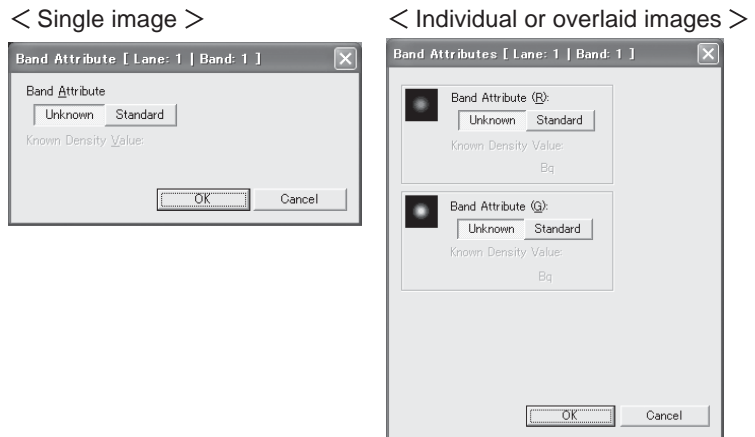 < Single image >
Band Attribute [ Lane: 1 | Band: 1 ]
Band Attribute
Unknown Standard
Known Density Value:
OK Cancel
< Individual or overlaid images >
Band Attributes [ Lane: 1 | Band: 1 ]
Band Attribute (R):
Unknown Standard
Known Density Value:
Bq
Band Attribute (G):
Unknown Standard
Known Density Value:
Bq
OK Cancel